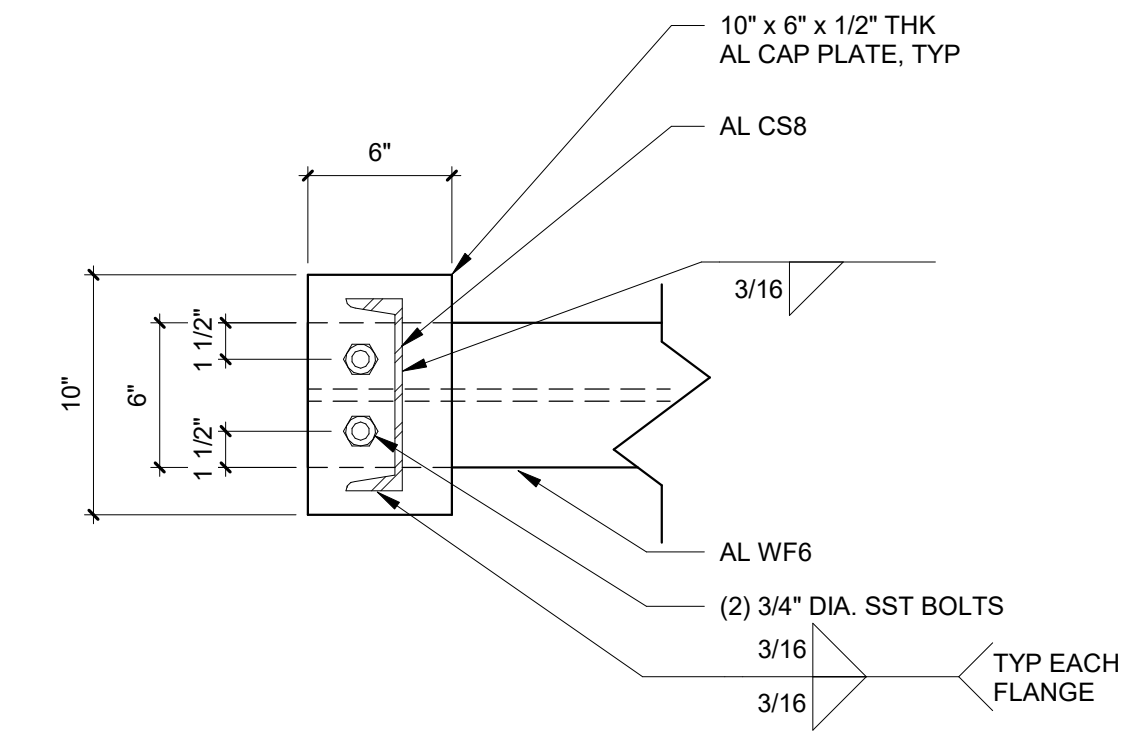 10" x 6" x 1/2" THK
AL CAP PLATE, TYP
AL CS8
6"
3/16
1 1/2"
10"
6"
1 1/2"
AL WF6
(2) 3/4" DIA. SST BOLTS
3/16
3/16
TYP EACH
FLANGE